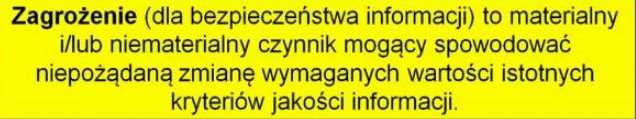 Zagrożenie (dla bezpieczeństwa informacji) to materialny
i/lub niematerialny czynnik mogący spowodować
niepożądaną zmianę wymaganych wartości istotnych
kryteriów jakości informacji.